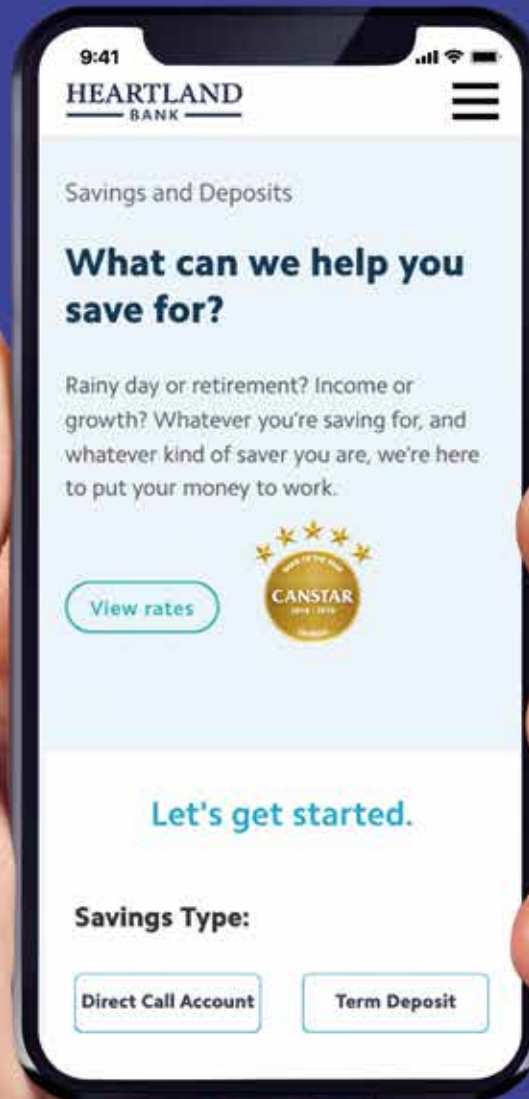 9:41
HEARTLAND
BANK
Savings and Deposits
What can we help you
save for?
Rainy day or retirement? Income or
growth? Whatever you're saving for, and
whatever kind of saver you are, we're here
to put your money to work.
View rates
CANSTAR
Let's get started.
Savings Type:
Direct Call Account
Term Deposit